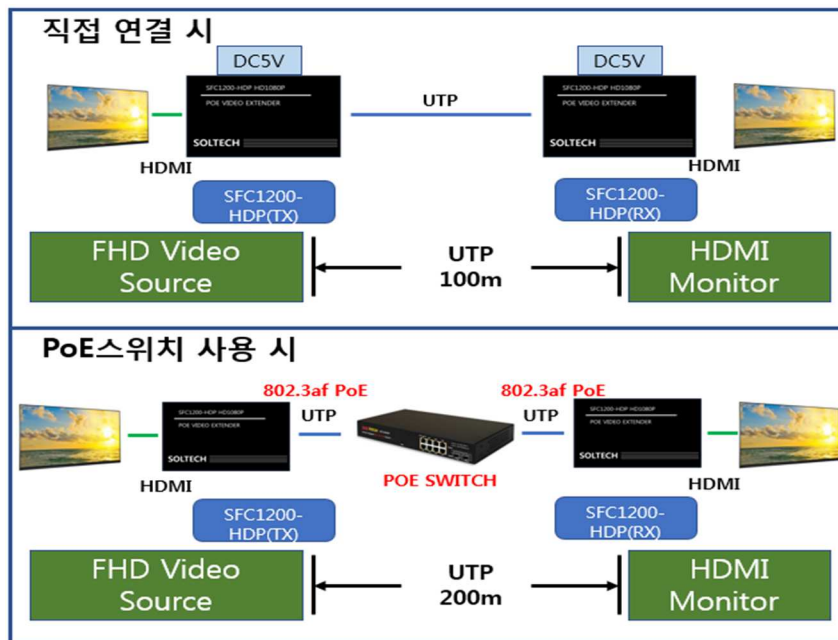 직접 연결 시
DC5V
DC5V
SFC1200-HDP HD1080P
POE VIDEO EXTENDER
SOLTECH
UTP
SFC1200-HDP HD1080P
POE VIDEO EXTENDER
SOLTECH
HDMI
HDMI
SFC1200-
HDP(TX)
SFC1200-
HDP(RX)
FHD Video
Source
UTP
100m
HDMI
Monitor
PoE스위치 사용 시
802.3af PoE
UTP
802.3af PoE
UTP
SFC1200-HDP HD1080P
POE VIDEO EXTENDER
SOLTECH
SFC1200-HDP HD1080P
POE VIDEO EXTENDER
SOLTECH
POE SWITCH
HDMI
HDMI
SFC1200-
HDP(TX)
SFC1200-
HDP(RX)
FHD Video
Source
UTP
200m
HDMI
Monitor